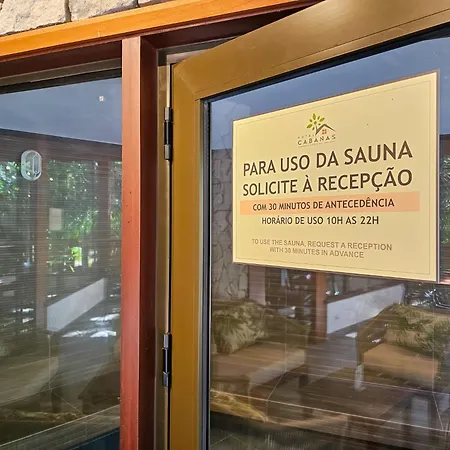 CABANAS
PARA USO DA SAUNA
SOLICITE À RECEPÇÃO
COM 30 MINUTOS DE ANTECEDÊNCIA
HORÁRIO DE USO 10H AS 22H
TO USE THE SAUNA, REQUEST A RECEPTION
WITH 30 MINUTES IN ADVANCE